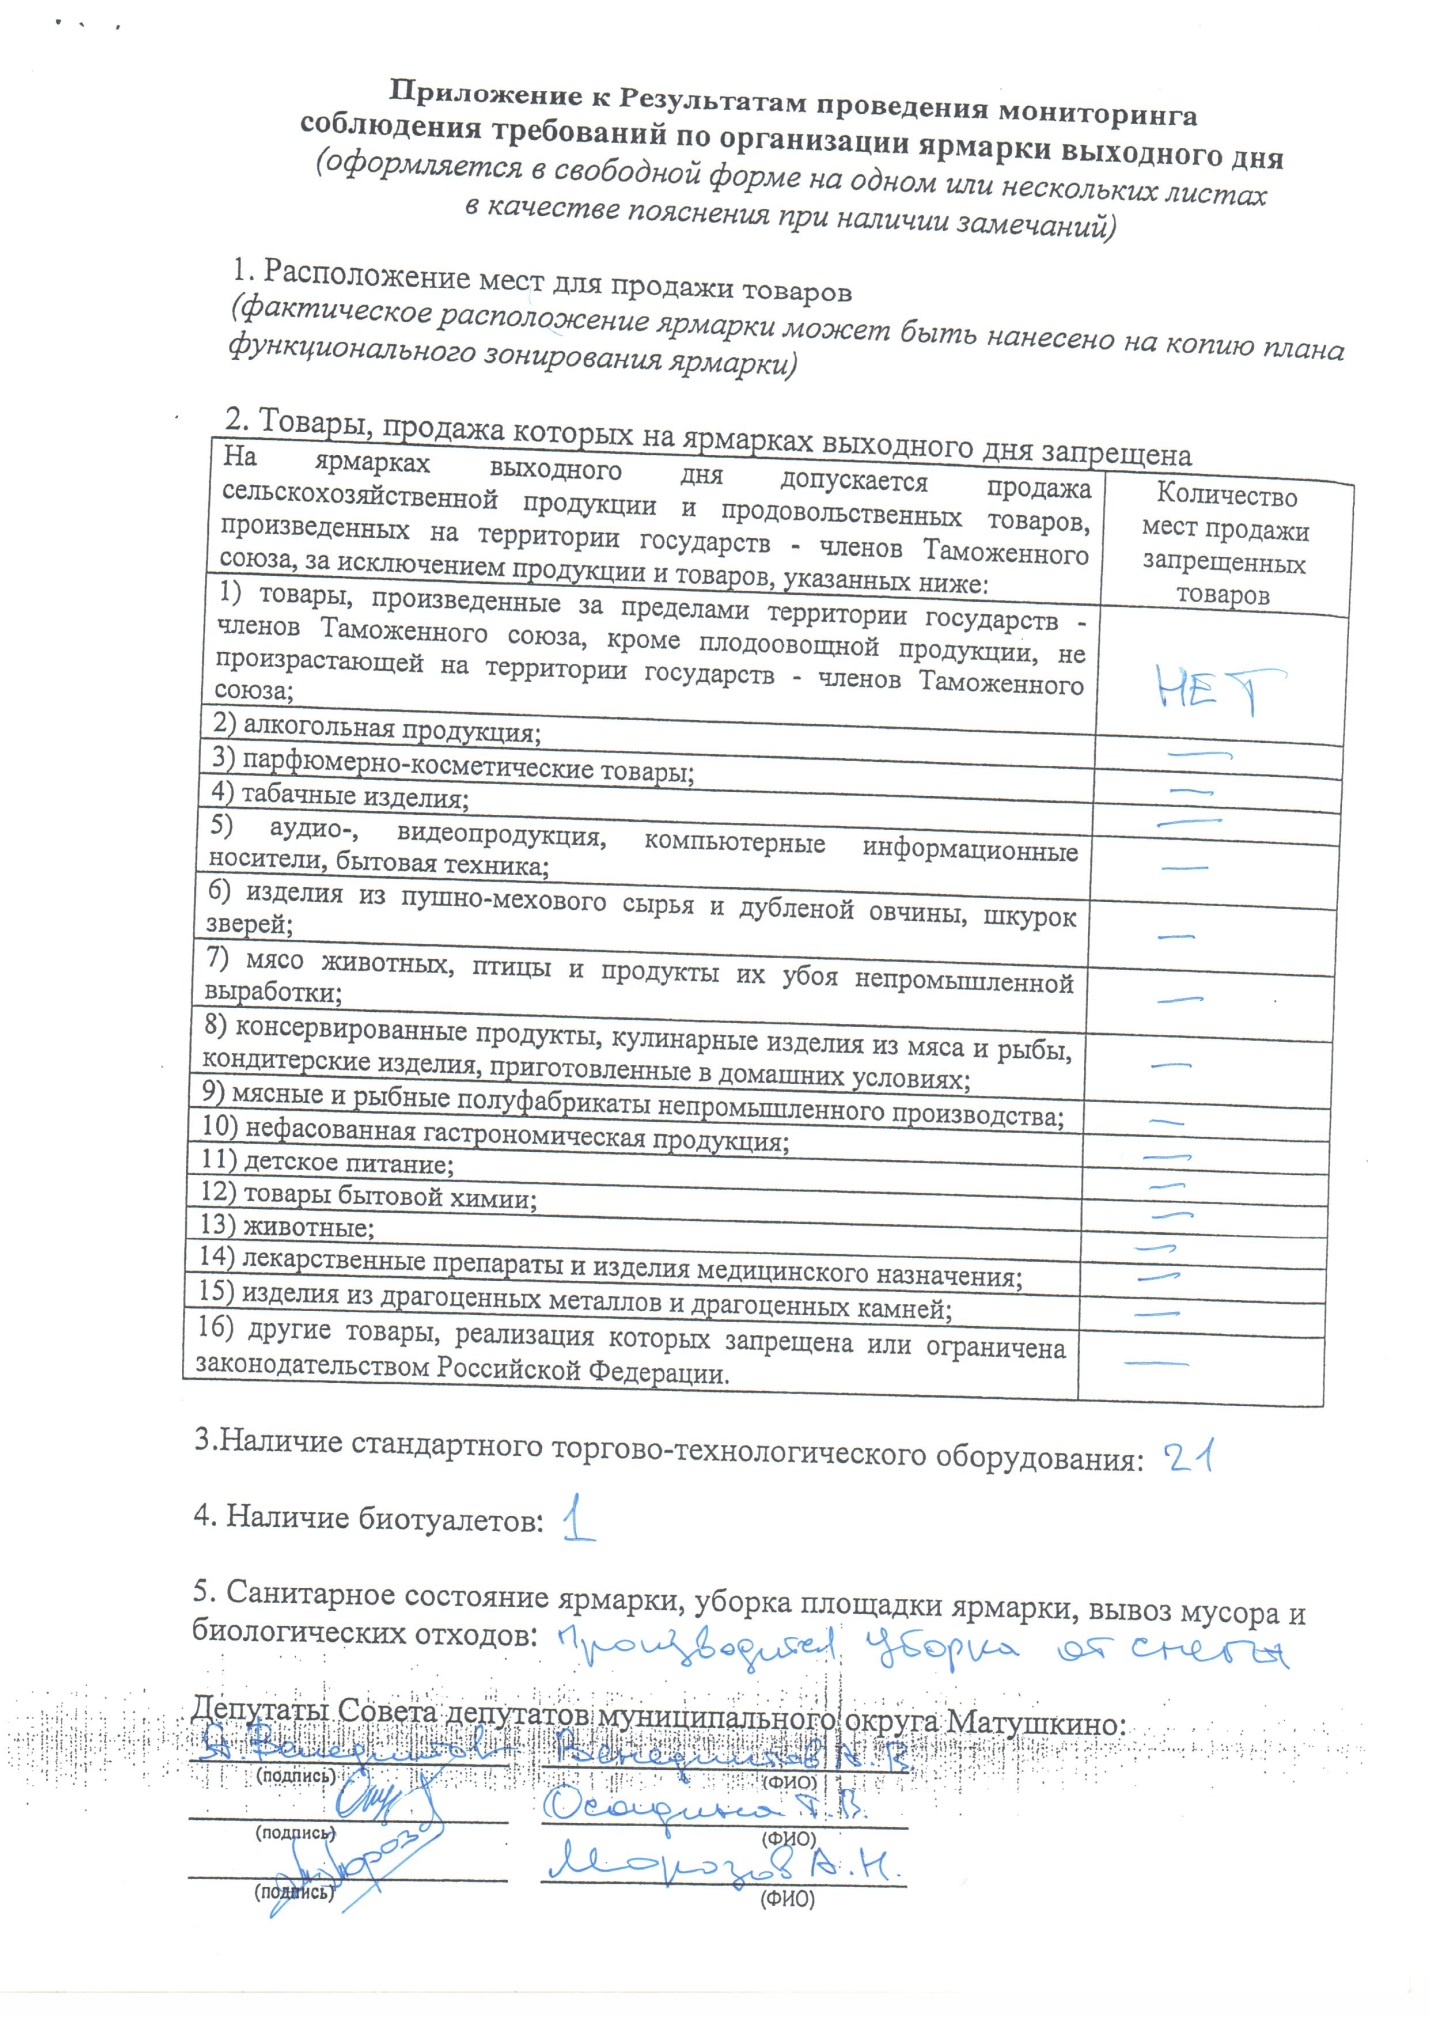 Приложение к Результатам проведения мониторинга
соблюдения требований по организации ярмарки выходного дня
(оформляется в свободной форме на одном или нескольких листах
в качестве пояснения при наличии замечаний)
1. Расположение мест для продажи товаров
(фактическое расположение ярмарки может быть нанесено на копию плана
функционального зонирования ярмарки)
2. Товары, продажа которых на ярмарках выходного дня запрещена
На ярмарках выходного дня допускается продажа
сельскохозяйственной продукции и продовольственных товаров,
произведенных на территории государств - членов Таможенного
союза, за исключением продукции и товаров, указанных ниже:
Количество
мест продажи
запрещенных
товаров
1) товары, произведенные за пределами территории государств -
членов Таможенного союза, кроме плодоовощной продукции, не
произрастающей на территории государств - членов Таможенного
союза;
НЕТ
2) алкогольная продукция; —
3) парфюмерно-косметические товары; —
4) табачные изделия; —
5) аудио-, видеопродукция, компьютерные информационные
носители, бытовая техника; —
6) изделия из пушно-мехового сырья и дубленой овчины, шкурок
зверей; —
7) мясо животных, птицы и продукты их убоя непромышленной
выработки; —
8) консервированные продукты, кулинарные изделия из мяса и рыбы,
кондитерские изделия, приготовленные в домашних условиях; —
9) мясные и рыбные полуфабрикаты непромышленного производства; —
10) нефасованная гастрономическая продукция; —
11) детское питание; —
12) товары бытовой химии; —
13) животные; —
14) лекарственные препараты и изделия медицинского назначения; —
15) изделия из драгоценных металлов и драгоценных камней; —
16) другие товары, реализация которых запрещена или ограничена
законодательством Российской Федерации. —
3.Наличие стандартного торгово-технологического оборудования: 21
4. Наличие биотуалетов: 1
5. Санитарное состояние ярмарки, уборка площадки ярмарки, вывоз мусора и
биологических отходов: Производится уборка от снега
Депутаты Совета депутатов муниципального округа Матушкино:
Венедиктов А. В.
(подпись) (ФИО)
Осадина Т.В.
(подпись) (ФИО)
Морозов А.Н.
(подпись) (ФИО)